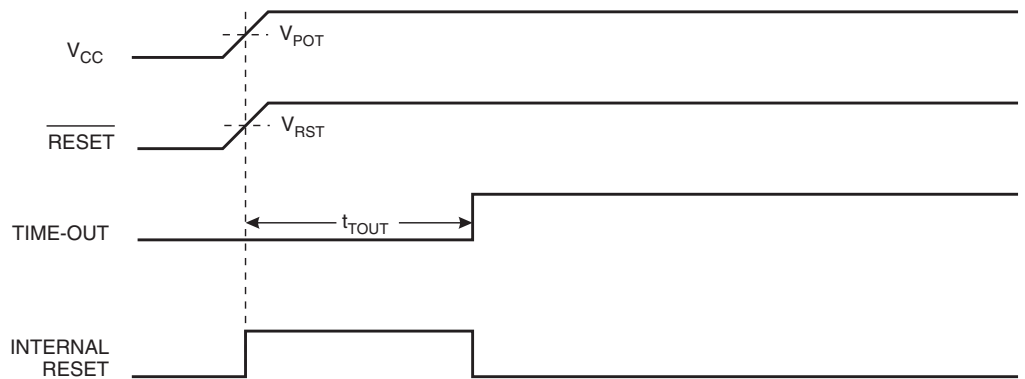 V_CC
V_POT
RESET
V_RST
TIME-OUT
t_TOUT
INTERNAL
RESET